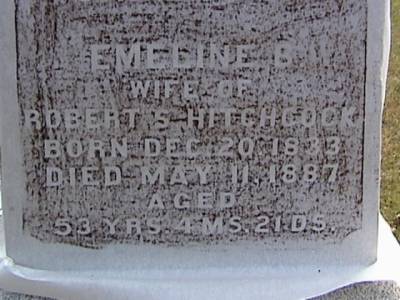 EMELINE B
WIFE OF
ROBERT S. HITCHCOCK
BORN DEC. 20, 1833
DIED MAY 11, 1887
AGED
53 YRS. 4 MS. 21 DS.